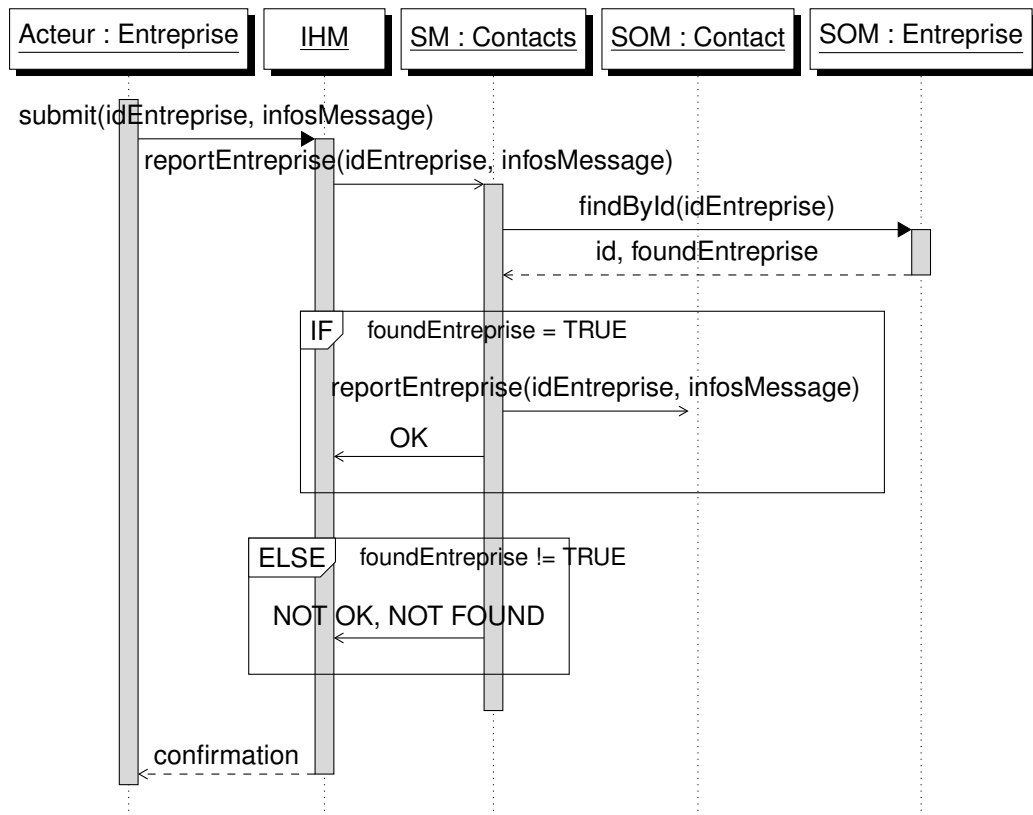 Acteur : Entreprise
IHM
SM : Contacts
SOM : Contact
SOM : Entreprise
submit(idEntreprise, infosMessage)
reportEntreprise(idEntreprise, infosMessage)
findById(idEntreprise)
id, foundEntreprise
IF
foundEntreprise = TRUE
reportEntreprise(idEntreprise, infosMessage)
OK
ELSE
foundEntreprise != TRUE
NOT OK, NOT FOUND
confirmation